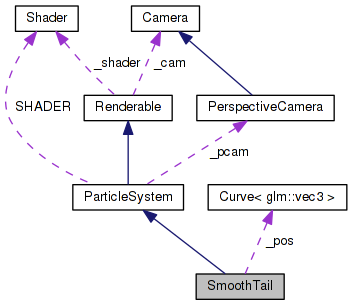 Shader
Camera
_shader
_cam
SHADER
Renderable
PerspectiveCamera
_pcam
ParticleSystem
Curve< glm::vec3 >
_pos
SmoothTail